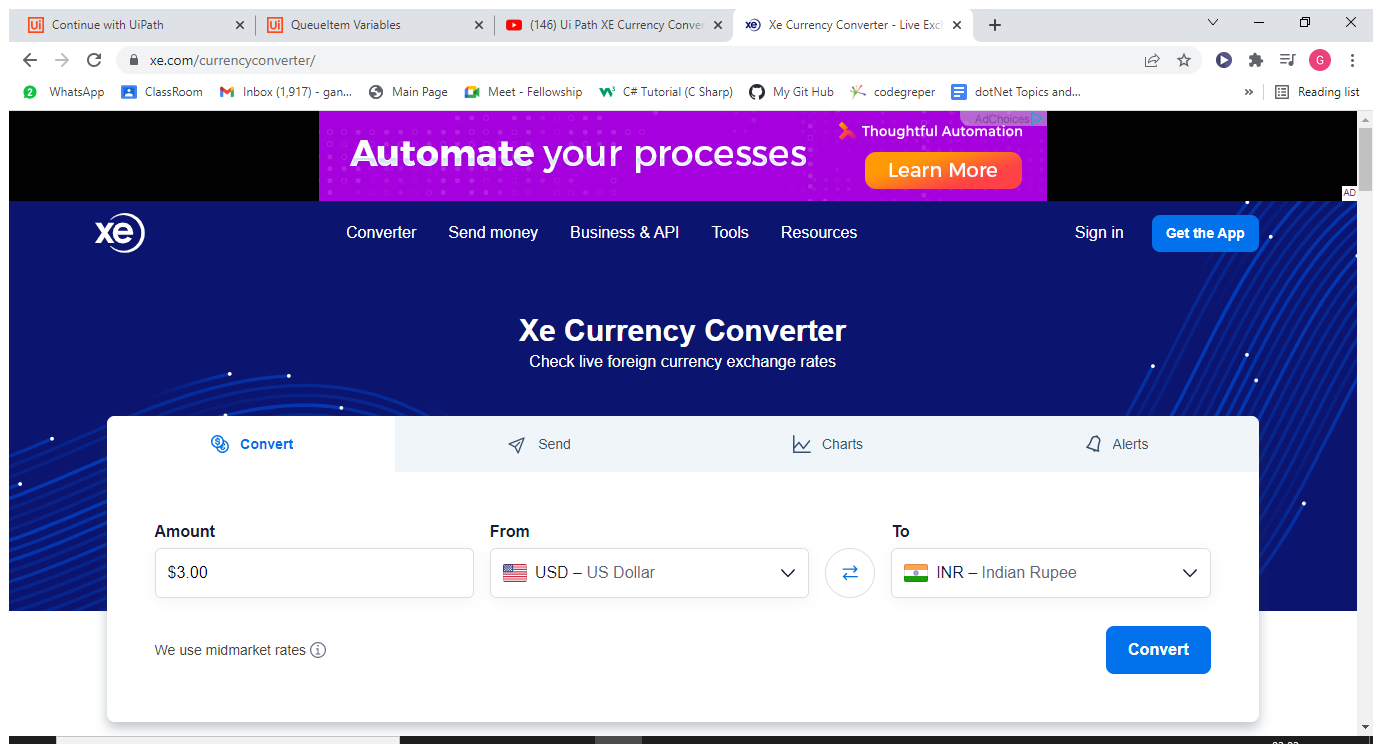 Continue with UiPath
QueueItem Variables
(146) Ui Path XE Currency Conver
Xe Currency Converter - Live Exc
xe.com/currencyconverter/
G
2 WhatsApp ClassRoom Inbox (1,917) - gan... Main Page Meet - Fellowship C# Tutorial (C Sharp) My Git Hub codegreper dotNet Topics and... » Reading list
AdChoices
Automate your processes
Thoughtful Automation
Learn More
AD
xe Converter Send money Business & API Tools Resources Sign in Get the App
Xe Currency Converter
Check live foreign currency exchange rates
Convert Send Charts Alerts
Amount From To
$3.00 USD – US Dollar INR – Indian Rupee
We use midmarket rates
Convert